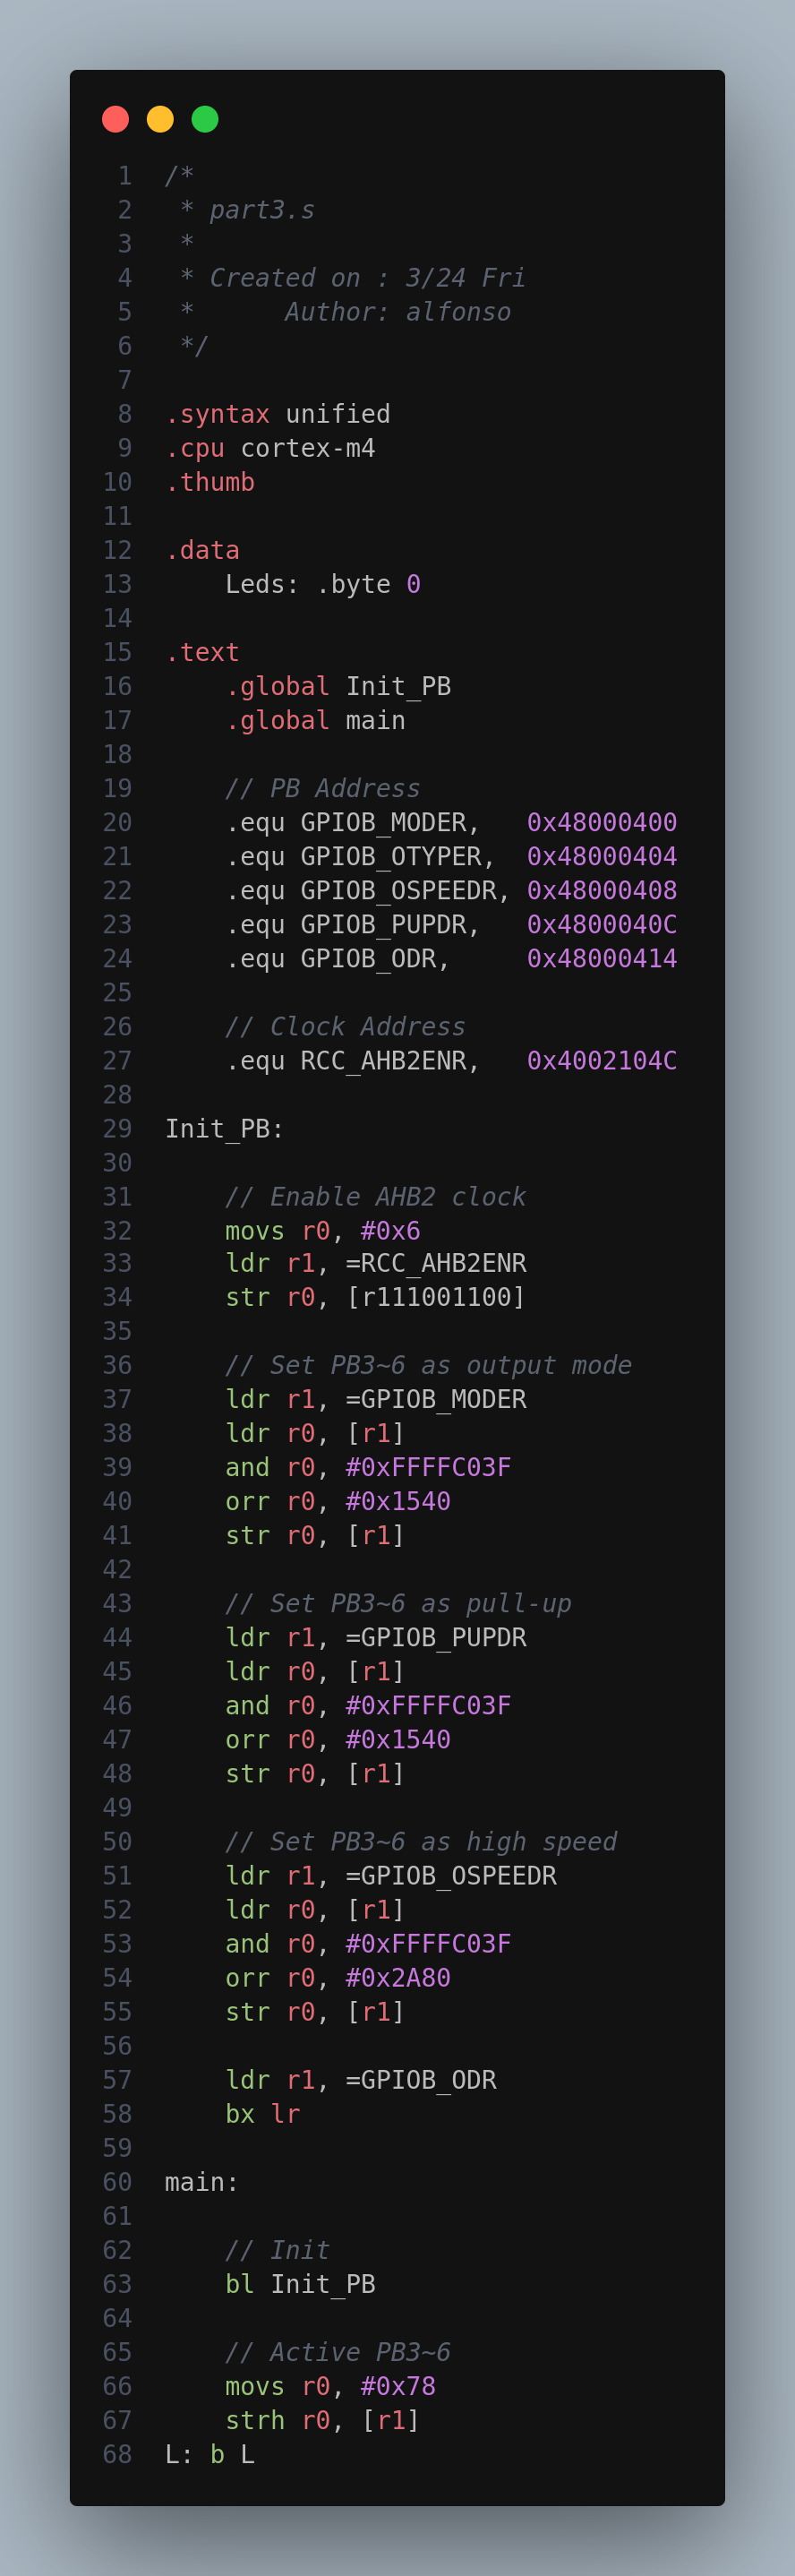 1 /*
2  * part3.s
3  *
4  * Created on : 3/24 Fri
5  *      Author: alfonso
6  */
7
8 .syntax unified
9 .cpu cortex-m4
10 .thumb
11
12 .data
13     Leds: .byte 0
14
15 .text
16     .global Init_PB
17     .global main
18
19     // PB Address
20     .equ GPIOB_MODER,   0x48000400
21     .equ GPIOB_OTYPER,  0x48000404
22     .equ GPIOB_OSPEEDR, 0x48000408
23     .equ GPIOB_PUPDR,   0x4800040C
24     .equ GPIOB_ODR,     0x48000414
25
26     // Clock Address
27     .equ RCC_AHB2ENR,   0x4002104C
28
29 Init_PB:
30
31     // Enable AHB2 clock
32     movs r0, #0x6
33     ldr r1, =RCC_AHB2ENR
34     str r0, [r111001100]
35
36     // Set PB3~6 as output mode
37     ldr r1, =GPIOB_MODER
38     ldr r0, [r1]
39     and r0, #0xFFFFC03F
40     orr r0, #0x1540
41     str r0, [r1]
42
43     // Set PB3~6 as pull-up
44     ldr r1, =GPIOB_PUPDR
45     ldr r0, [r1]
46     and r0, #0xFFFFC03F
47     orr r0, #0x1540
48     str r0, [r1]
49
50     // Set PB3~6 as high speed
51     ldr r1, =GPIOB_OSPEEDR
52     ldr r0, [r1]
53     and r0, #0xFFFFC03F
54     orr r0, #0x2A80
55     str r0, [r1]
56
57     ldr r1, =GPIOB_ODR
58     bx lr
59
60 main:
61
62     // Init
63     bl Init_PB
64
65     // Active PB3~6
66     movs r0, #0x78
67     strh r0, [r1]
68 L: b L